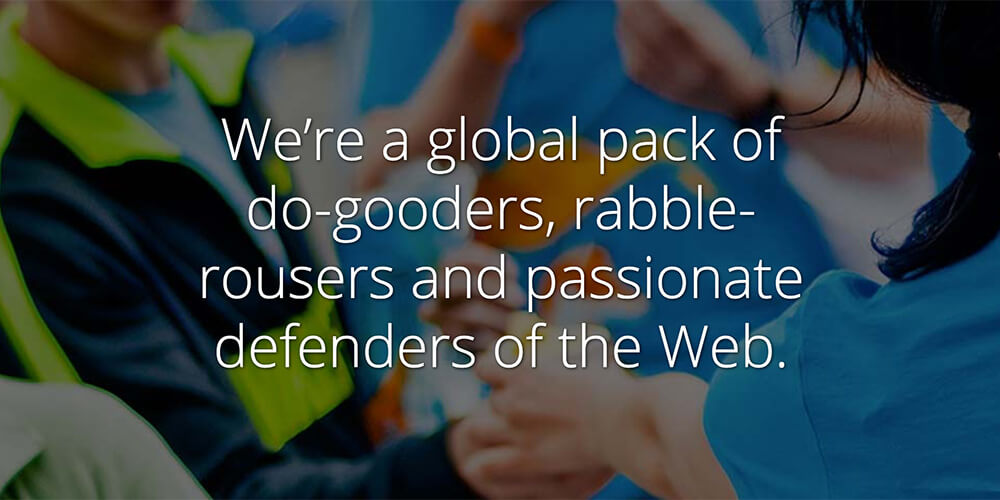 We’re a global pack of
do-gooders, rabble-
rousers and passionate
defenders of the Web.